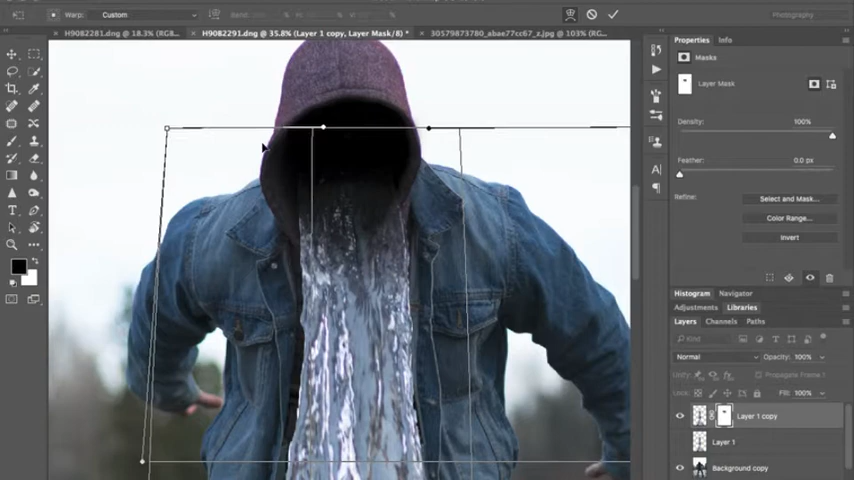 Warp: Custom
Photography
H9082281.dng @ 18.3% (RGB...
H9082291.dng @ 35.8% (Layer 1 copy, Layer Mask/8) *
30579873780_abae77cc67_z.jpg @ 103% (RG...
Properties Info
Masks
Layer Mask
Density: 100%
Feather: 0.0 px
Refine: Select and Mask...
Color Range...
Invert
Histogram Navigator
Adjustments Libraries
Layers Channels Paths
Kind
Normal Opacity: 100%
Unify: Propagate Frame 1
Lock: Fill: 100%
Layer 1 copy
Layer 1
Background copy